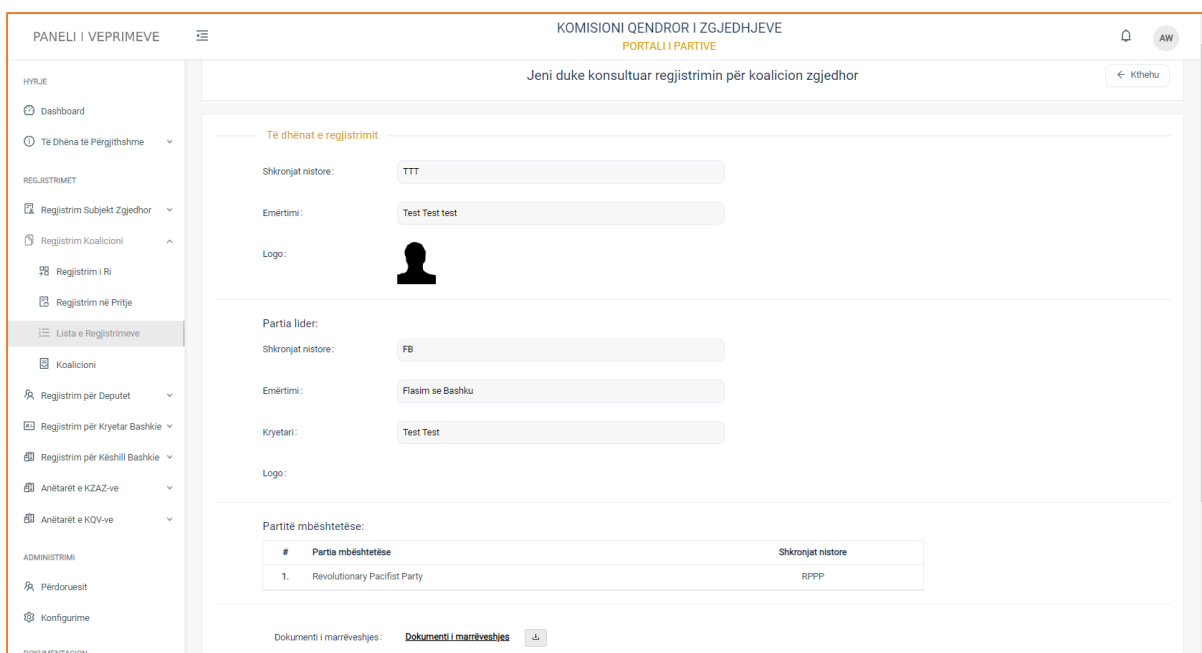 PANELI I VEPRIMEVE
KOMISIONI QENDROR I ZGJEDHJEVE
PORTALI I PARTIVE
AW
HYRJE
Dashboard
Të Dhëna të Përgjithshme
REGJISTRIMET
Regjistrim Subjekt Zgjedhor
Regjistrim Koalicioni
Regjistrim i Ri
Regjistrim në Pritje
Lista e Regjistrimeve
Koalicioni
Regjistrim për Deputet
Regjistrim për Kryetar Bashkie
Regjistrim për Këshill Bashkie
Anëtarët e KZAZ-ve
Anëtarët e KQV-ve
ADMINISTRIMI
Përdoruesit
Konfigurime
DOKUMENTACION
Jeni duke konsultuar regjistrimin për koalicion zgjedhor
← Kthehu
Të dhënat e regjistrimit
Shkronjat nistore: TTT
Emërtimi: Test Test test
Logo:
Partia lider:
Shkronjat nistore: FB
Emërtimi: Flasim se Bashku
Kryetari: Test Test
Logo:
Partitë mbështetëse:
# Partia mbështetëse Shkronjat nistore
1. Revolutionary Pacifist Party RPPP
Dokumenti i marrëveshjes: Dokumenti i marrëveshjes